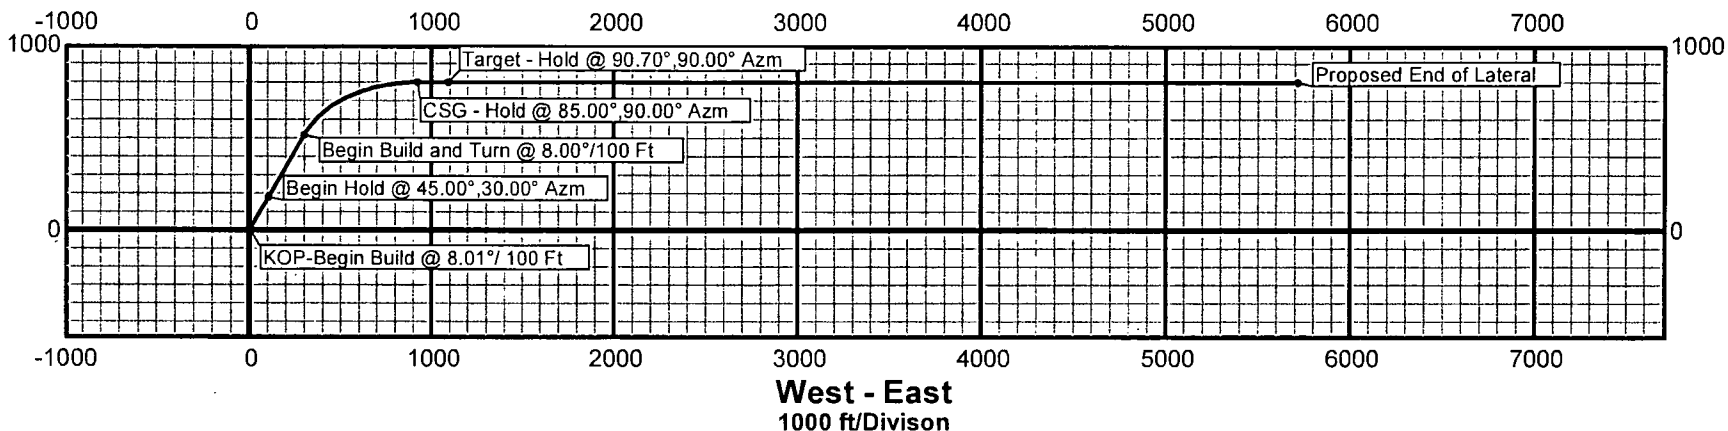 -1000 0 1000 2000 3000 4000 5000 6000 7000
1000 1000
Target - Hold @ 90.70°,90.00° Azm
Proposed End of Lateral
CSG - Hold @ 85.00°,90.00° Azm
Begin Build and Turn @ 8.00°/100 Ft
Begin Hold @ 45.00°,30.00° Azm
0 0
KOP-Begin Build @ 8.01°/ 100 Ft
-1000 0 1000 2000 3000 4000 5000 6000 7000
West - East
1000 ft/Divison